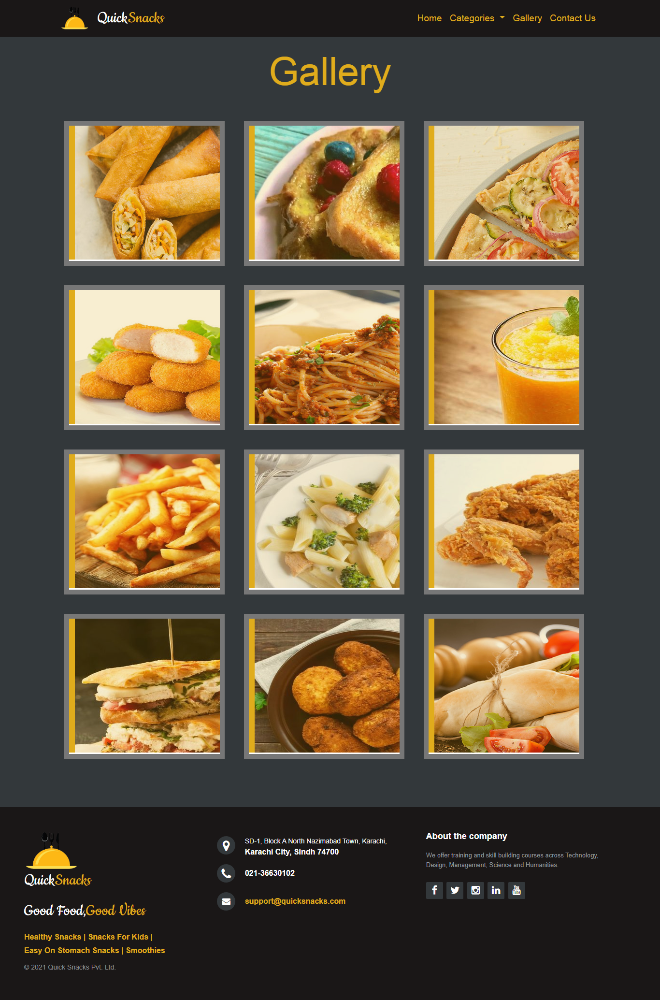 QuickSnacks
Home Categories Gallery Contact Us
Gallery
QuickSnacks
Good Food,Good Vibes
Healthy Snacks | Snacks For Kids |
Easy On Stomach Snacks | Smoothies
© 2021 Quick Snacks Pvt. Ltd.
SD-1, Block A North Nazimabad Town, Karachi,
Karachi City, Sindh 74700
021-36630102
support@quicksnacks.com
About the company
We offer training and skill building courses across Technology,
Design, Management, Science and Humanities.
You
Tube